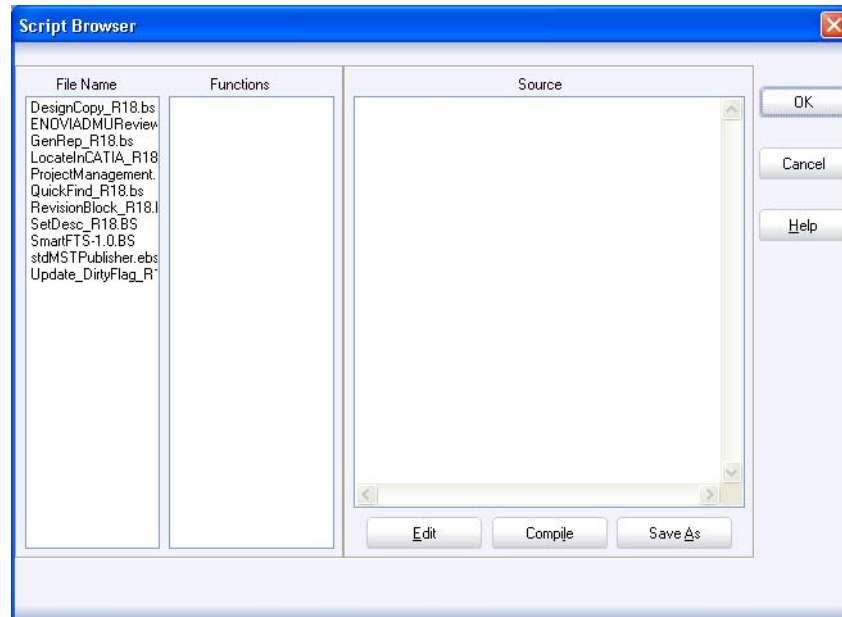 Script Browser
File Name
Functions
Source
DesignCopy_R18.bs
ENOVIADMUReview
GenRep_R18.bs
LocateInCATIA_R18
ProjectManagement.
QuickFind_R18.bs
RevisionBlock_R18.l
SetDesc_R18.BS
SmartFTS-1.0.BS
stdMSTPublisher.ebs
Update_DirtyFlag_R1
OK
Cancel
Help
Edit
Compile
Save As